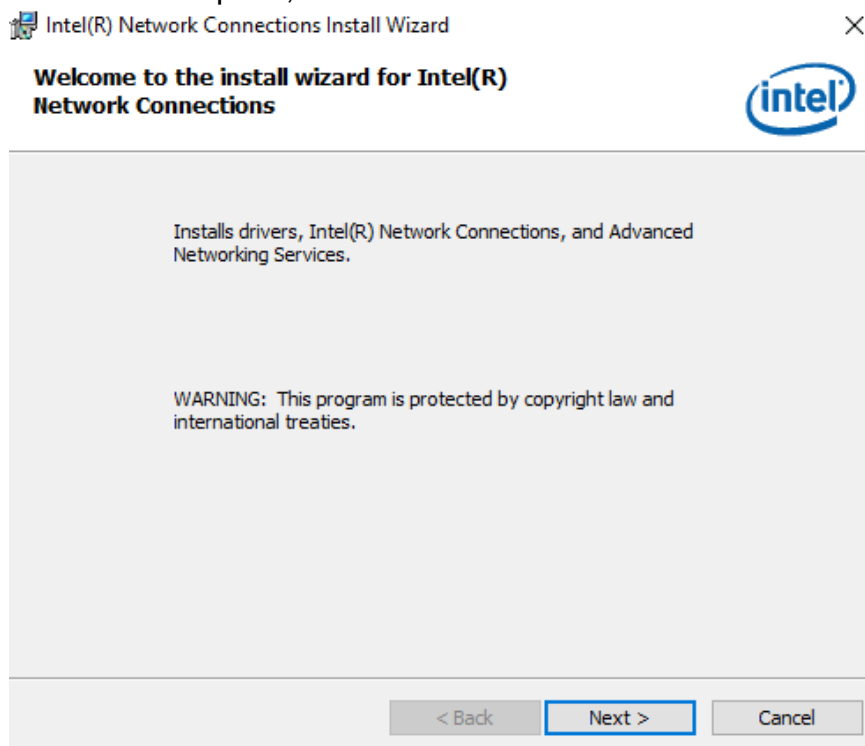 Intel(R) Network Connections Install Wizard
Welcome to the install wizard for Intel(R)
Network Connections
intel
Installs drivers, Intel(R) Network Connections, and Advanced
Networking Services.
WARNING: This program is protected by copyright law and
international treaties.
< Back
Next >
Cancel